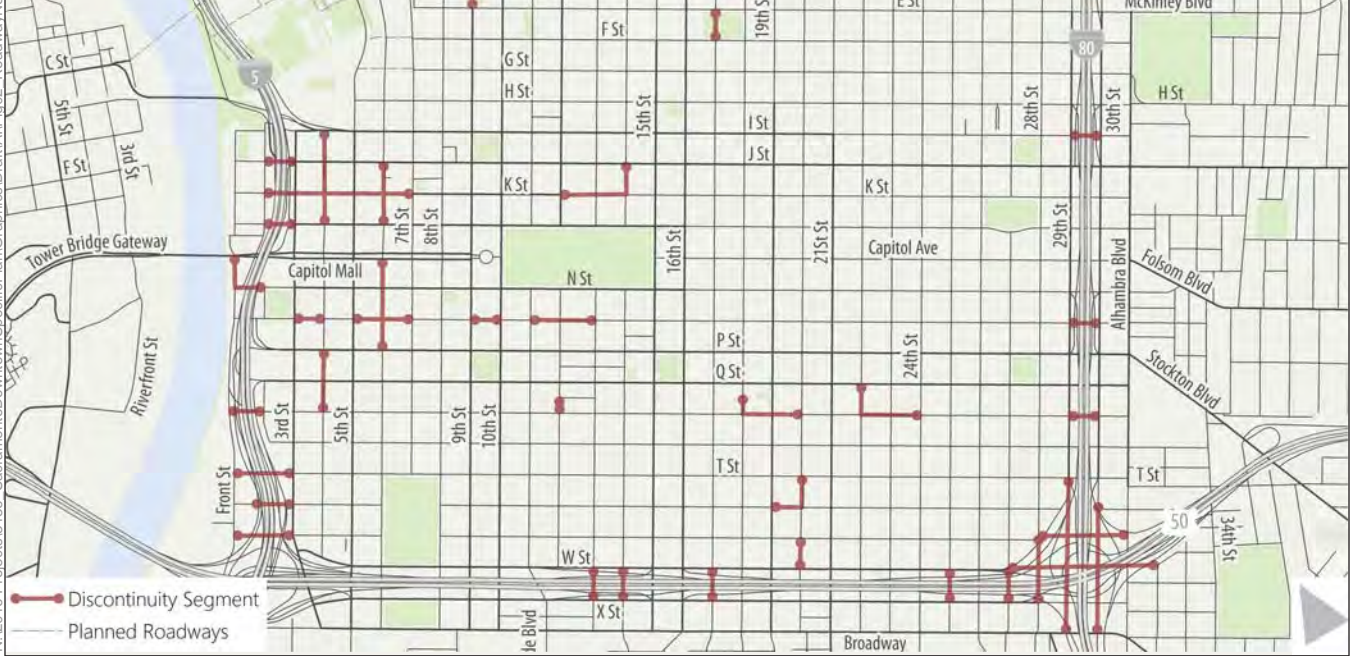 E St
McKinley Blvd
F St
19th St
80
C St
G St
5
H St
H St
5th St
15th St
28th St
30th St
I St
3rd St
J St
F St
K St
K St
7th St
8th St
16th St
21St St
29th St
Capitol Ave
Tower Bridge Gateway
Capitol Mall
N St
Alhambra Blvd
Folsom Blvd
Riverfront St
P St
Q St
24th St
Stockton Blvd
3rd St
5th St
9th St
10th St
T St
T St
Front St
50
34th St
W St
X St
de Blvd
Broadway
Discontinuity Segment
Planned Roadways